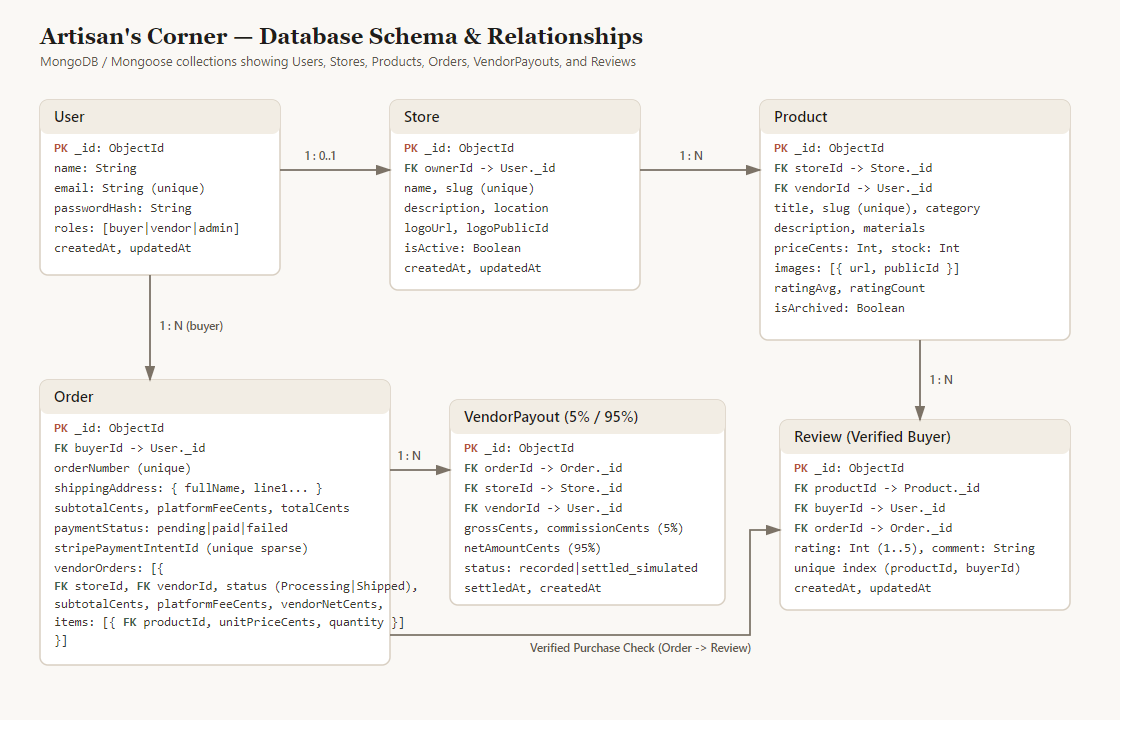 Artisan's Corner — Database Schema & Relationships
MongoDB / Mongoose collections showing Users, Stores, Products, Orders, VendorPayouts, and Reviews
User
PK _id: ObjectId
name: String
email: String (unique)
passwordHash: String
roles: [buyer|vendor|admin]
createdAt, updatedAt
1 : 0..1
Store
PK _id: ObjectId
FK ownerId -> User._id
name, slug (unique)
description, location
logoUrl, logoPublicId
isActive: Boolean
createdAt, updatedAt
1 : N
Product
PK _id: ObjectId
FK storeId -> Store._id
FK vendorId -> User._id
title, slug (unique), category
description, materials
priceCents: Int, stock: Int
images: [{ url, publicId }]
ratingAvg, ratingCount
isArchived: Boolean
1 : N (buyer)
1 : N
Order
PK _id: ObjectId
FK buyerId -> User._id
orderNumber (unique)
shippingAddress: { fullName, line1... }
subtotalCents, platformFeeCents, totalCents
paymentStatus: pending|paid|failed
stripePaymentIntentId (unique sparse)
vendorOrders: [{
FK storeId, FK vendorId, status (Processing|Shipped),
subtotalCents, platformFeeCents, vendorNetCents,
items: [{ FK productId, unitPriceCents, quantity }]
}]
1 : N
VendorPayout (5% / 95%)
PK _id: ObjectId
FK orderId -> Order._id
FK storeId -> Store._id
FK vendorId -> User._id
grossCents, commissionCents (5%)
netAmountCents (95%)
status: recorded|settled_simulated
settledAt, createdAt
Review (Verified Buyer)
PK _id: ObjectId
FK productId -> Product._id
FK buyerId -> User._id
FK orderId -> Order._id
rating: Int (1..5), comment: String
unique index (productId, buyerId)
createdAt, updatedAt
Verified Purchase Check (Order -> Review)